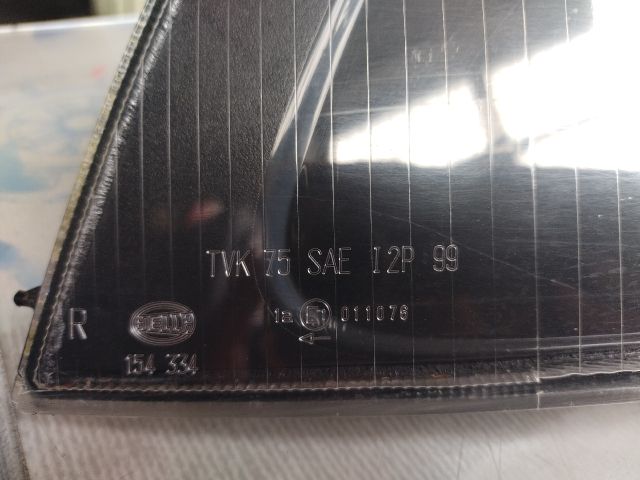 TVK 75 SAE I2P 99
R HELLA 1a E1 011076
154 334